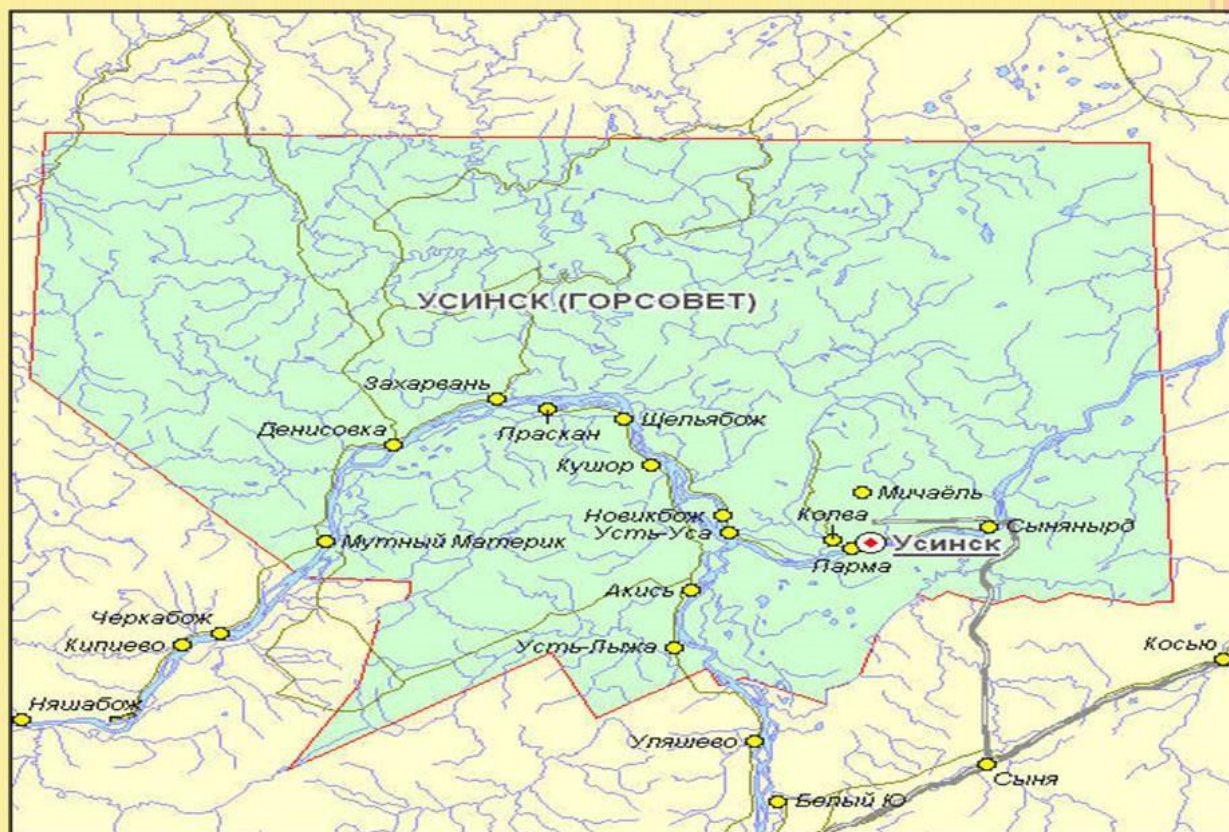 УСИНСК (ГОРСОВЕТ)
Захарвань
Денисовка
Праскан
Щельябож
Кушор
Мичаёль
Новикбож
Колва
Усть-Уса
Сынянырд
Усинск
Мутный Материк
Парма
Акись
Черкабож
Кипиево
Усть-Лыжа
Косью
Няшабож
Уляшево
Сыня
Белый Ю